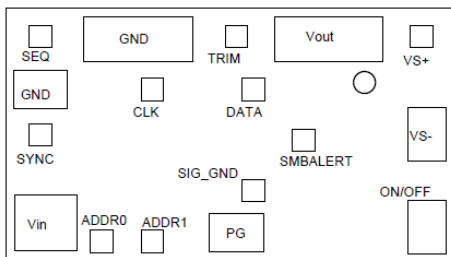 SEQ
GND
TRIM
Vout
VS+
GND
CLK
DATA
SYNC
SMBALERT
VS-
SIG_GND
ON/OFF
Vin
ADDR0
ADDR1
PG